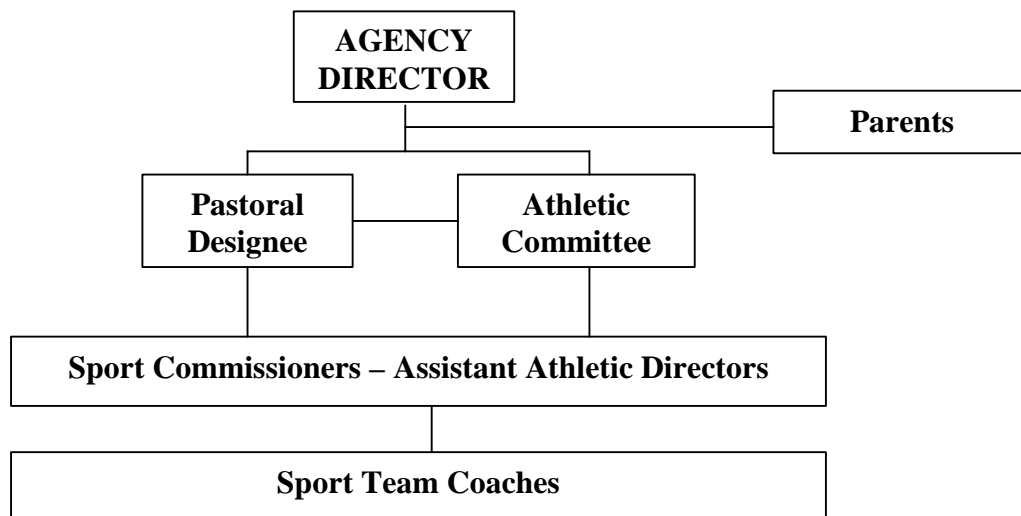 AGENCY
DIRECTOR
Parents
Pastoral
Designee
Athletic
Committee
Sport Commissioners – Assistant Athletic Directors
Sport Team Coaches